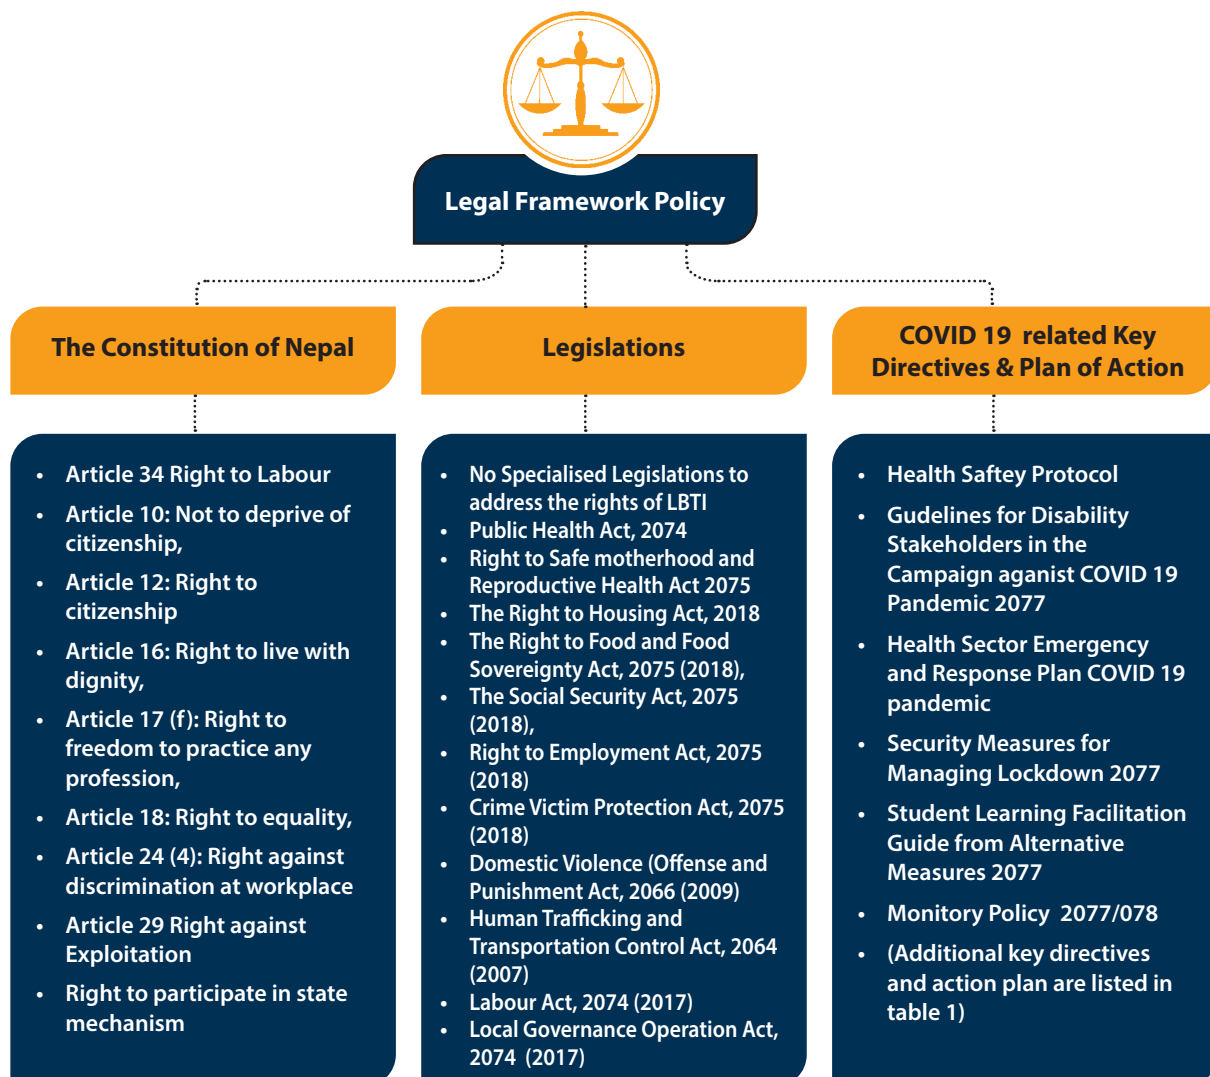 Legal Framework Policy
The Constitution of Nepal
• Article 34 Right to Labour
• Article 10: Not to deprive of
citizenship,
• Article 12: Right to
citizenship
• Article 16: Right to live with
dignity,
• Article 17 (f): Right to
freedom to practice any
profession,
• Article 18: Right to equality,
• Article 24 (4): Right against
discrimination at workplace
• Article 29 Right against
Exploitation
• Right to participate in state
mechanism
Legislations
• No Specialised Legislations to
address the rights of LBTI
• Public Health Act, 2074
• Right to Safe motherhood and
Reproductive Health Act 2075
• The Right to Housing Act, 2018
• The Right to Food and Food
Sovereignty Act, 2075 (2018),
• The Social Security Act, 2075
(2018),
• Right to Employment Act, 2075
(2018)
• Crime Victim Protection Act, 2075
(2018)
• Domestic Violence (Offense and
Punishment Act, 2066 (2009)
• Human Trafficking and
Transportation Control Act, 2064
(2007)
• Labour Act, 2074 (2017)
• Local Governance Operation Act,
2074 (2017)
COVID 19 related Key
Directives & Plan of Action
• Health Saftey Protocol
• Gudelines for Disability
Stakeholders in the
Campaign aganist COVID 19
Pandemic 2077
• Health Sector Emergency
and Response Plan COVID 19
pandemic
• Security Measures for
Managing Lockdown 2077
• Student Learning Facilitation
Guide from Alternative
Measures 2077
• Monitory Policy 2077/078
• (Additional key directives
and action plan are listed in
table 1)